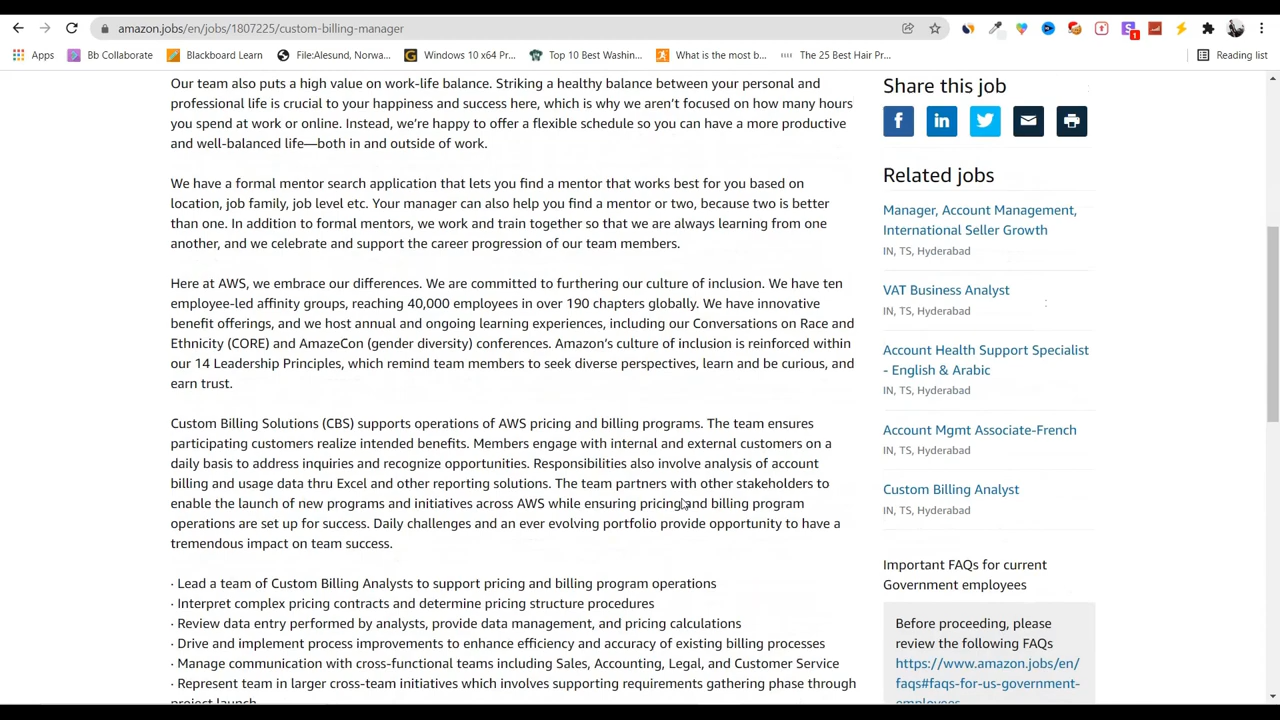 amazon.jobs/en/jobs/1807225/custom-billing-manager
Apps
Bb Collaborate
Blackboard Learn
File:Alesund, Norwa...
Windows 10 x64 Pr...
Top 10 Best Washin...
What is the most b...
The 25 Best Hair Pr...
Reading list
Our team also puts a high value on work-life balance. Striking a healthy balance between your personal and
professional life is crucial to your happiness and success here, which is why we aren’t focused on how many hours
you spend at work or online. Instead, we’re happy to offer a flexible schedule so you can have a more productive
and well-balanced life—both in and outside of work.
We have a formal mentor search application that lets you find a mentor that works best for you based on
location, job family, job level etc. Your manager can also help you find a mentor or two, because two is better
than one. In addition to formal mentors, we work and train together so that we are always learning from one
another, and we celebrate and support the career progression of our team members.
Here at AWS, we embrace our differences. We are committed to furthering our culture of inclusion. We have ten
employee-led affinity groups, reaching 40,000 employees in over 190 chapters globally. We have innovative
benefit offerings, and we host annual and ongoing learning experiences, including our Conversations on Race and
Ethnicity (CORE) and AmazeCon (gender diversity) conferences. Amazon’s culture of inclusion is reinforced within
our 14 Leadership Principles, which remind team members to seek diverse perspectives, learn and be curious, and
earn trust.
Custom Billing Solutions (CBS) supports operations of AWS pricing and billing programs. The team ensures
participating customers realize intended benefits. Members engage with internal and external customers on a
daily basis to address inquiries and recognize opportunities. Responsibilities also involve analysis of account
billing and usage data thru Excel and other reporting solutions. The team partners with other stakeholders to
enable the launch of new programs and initiatives across AWS while ensuring pricing and billing program
operations are set up for success. Daily challenges and an ever evolving portfolio provide opportunity to have a
tremendous impact on team success.
· Lead a team of Custom Billing Analysts to support pricing and billing program operations
· Interpret complex pricing contracts and determine pricing structure procedures
· Review data entry performed by analysts, provide data management, and pricing calculations
· Drive and implement process improvements to enhance efficiency and accuracy of existing billing processes
· Manage communication with cross-functional teams including Sales, Accounting, Legal, and Customer Service
· Represent team in larger cross-team initiatives which involves supporting requirements gathering phase through
project launch
Share this job
Related jobs
Manager, Account Management,
International Seller Growth
IN, TS, Hyderabad
VAT Business Analyst
IN, TS, Hyderabad
Account Health Support Specialist
- English & Arabic
IN, TS, Hyderabad
Account Mgmt Associate-French
IN, TS, Hyderabad
Custom Billing Analyst
IN, TS, Hyderabad
Important FAQs for current
Government employees
Before proceeding, please
review the following FAQs
https://www.amazon.jobs/en/
faqs#faqs-for-us-government-
employees